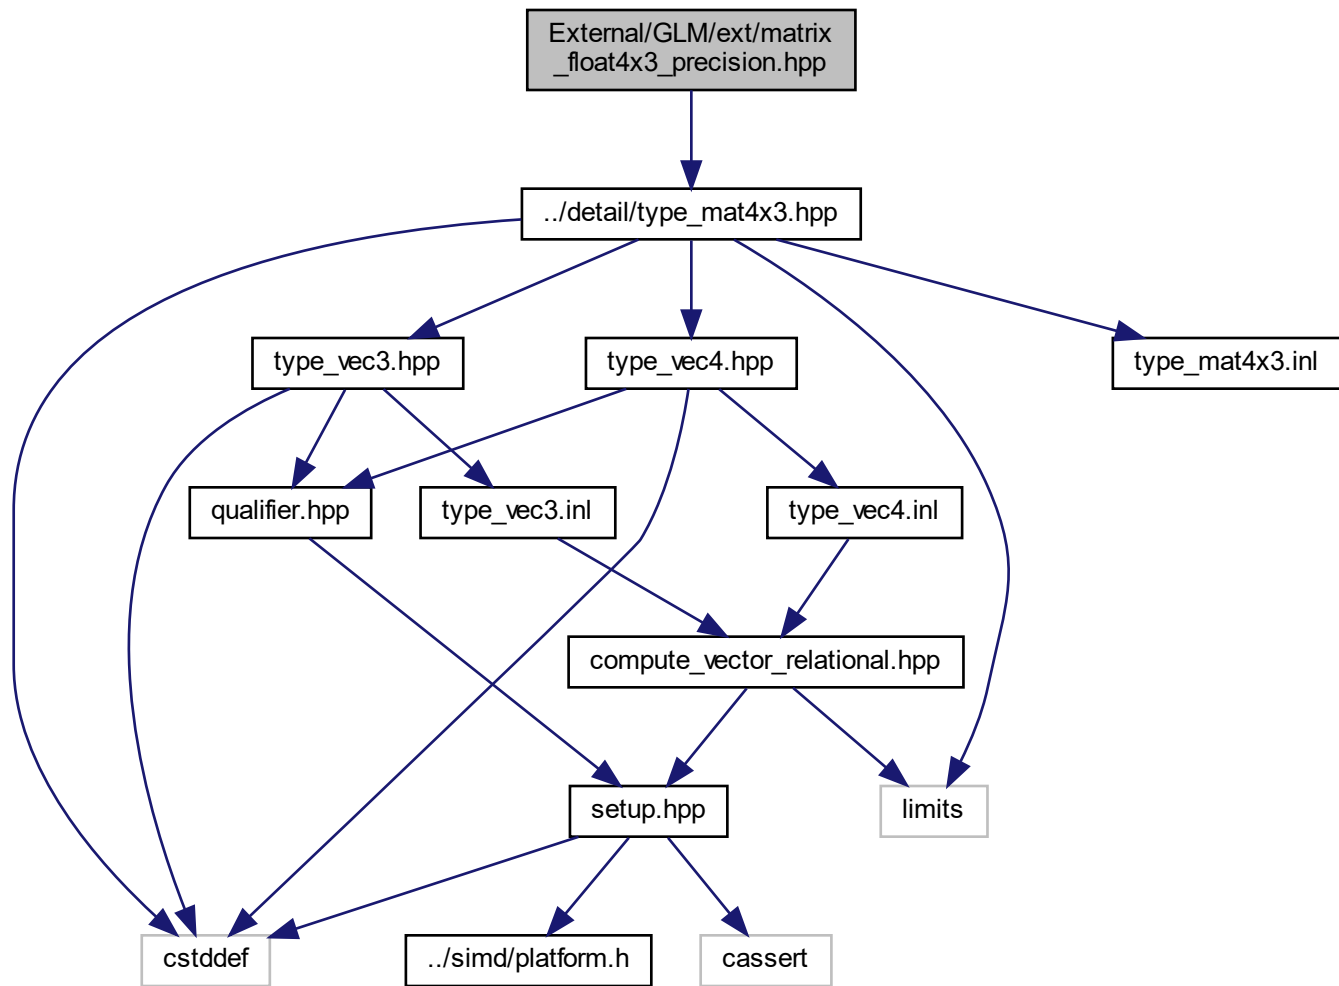 External/GLM/ext/matrix
_float4x3_precision.hpp
../detail/type_mat4x3.hpp
type_vec3.hpp
type_vec4.hpp
type_mat4x3.inl
qualifier.hpp
type_vec3.inl
type_vec4.inl
compute_vector_relational.hpp
setup.hpp
limits
cstddef
../simd/platform.h
cassert